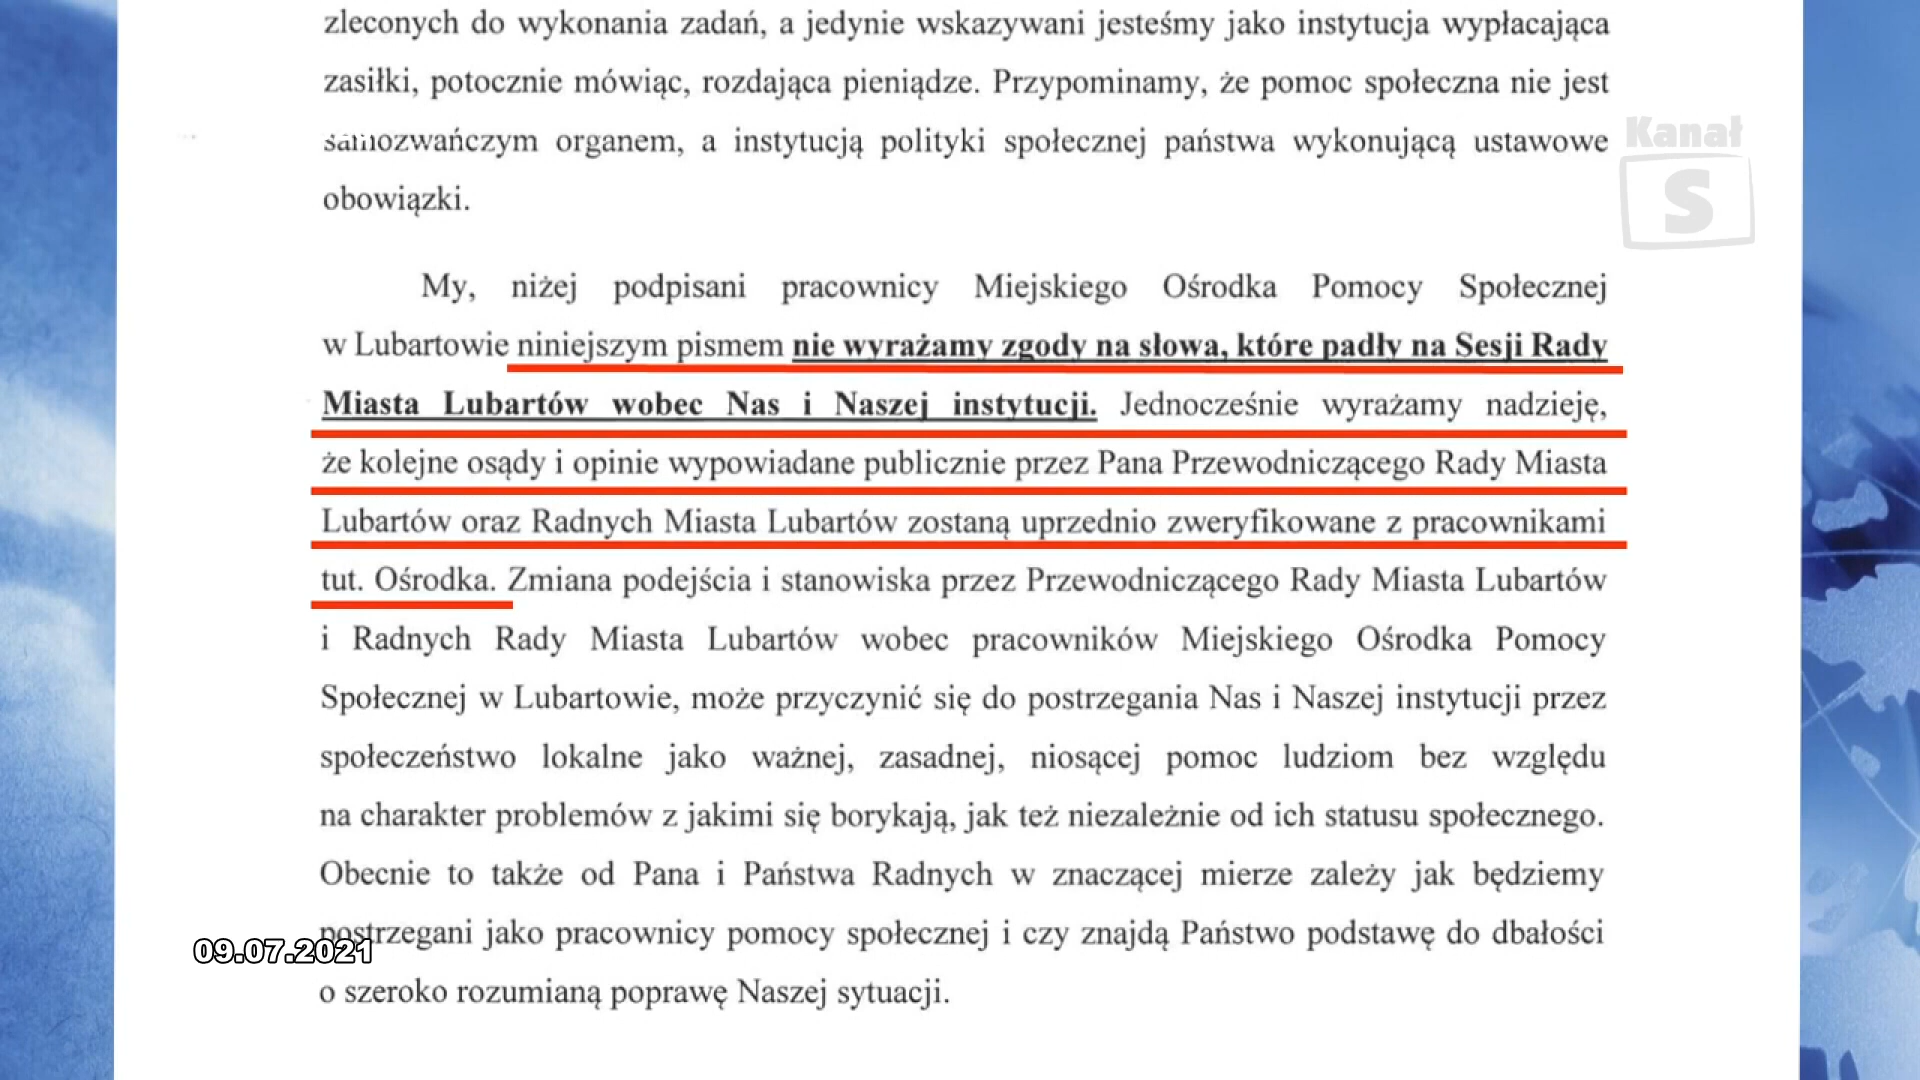 zleconych do wykonania zadań, a jedynie wskazywani jesteśmy jako instytucja wypłacająca
zasiłki, potocznie mówiąc, rozdająca pieniądze. Przypominamy, że pomoc społeczna nie jest
samozwańczym organem, a instytucją polityki społecznej państwa wykonującą ustawowe
obowiązki.
Kanał
S
My, niżej podpisani pracownicy Miejskiego Ośrodka Pomocy Społecznej
w Lubartowie niniejszym pismem nie wyrażamy zgody na słowa, które padły na Sesji Rady
Miasta Lubartów wobec Nas i Naszej instytucji. Jednocześnie wyrażamy nadzieję,
że kolejne osądy i opinie wypowiadane publicznie przez Pana Przewodniczącego Rady Miasta
Lubartów oraz Radnych Miasta Lubartów zostaną uprzednio zweryfikowane z pracownikami
tut. Ośrodka. Zmiana podejścia i stanowiska przez Przewodniczącego Rady Miasta Lubartów
i Radnych Rady Miasta Lubartów wobec pracowników Miejskiego Ośrodka Pomocy
Społecznej w Lubartowie, może przyczynić się do postrzegania Nas i Naszej instytucji przez
społeczeństwo lokalne jako ważnej, zasadnej, niosącej pomoc ludziom bez względu
na charakter problemów z jakimi się borykają, jak też niezależnie od ich statusu społecznego.
Obecnie to także od Pana i Państwa Radnych w znaczącej mierze zależy jak będziemy
postrzegani jako pracownicy pomocy społecznej i czy znajdą Państwo podstawę do dbałości
09.07.2021
o szeroko rozumianą poprawę Naszej sytuacji.